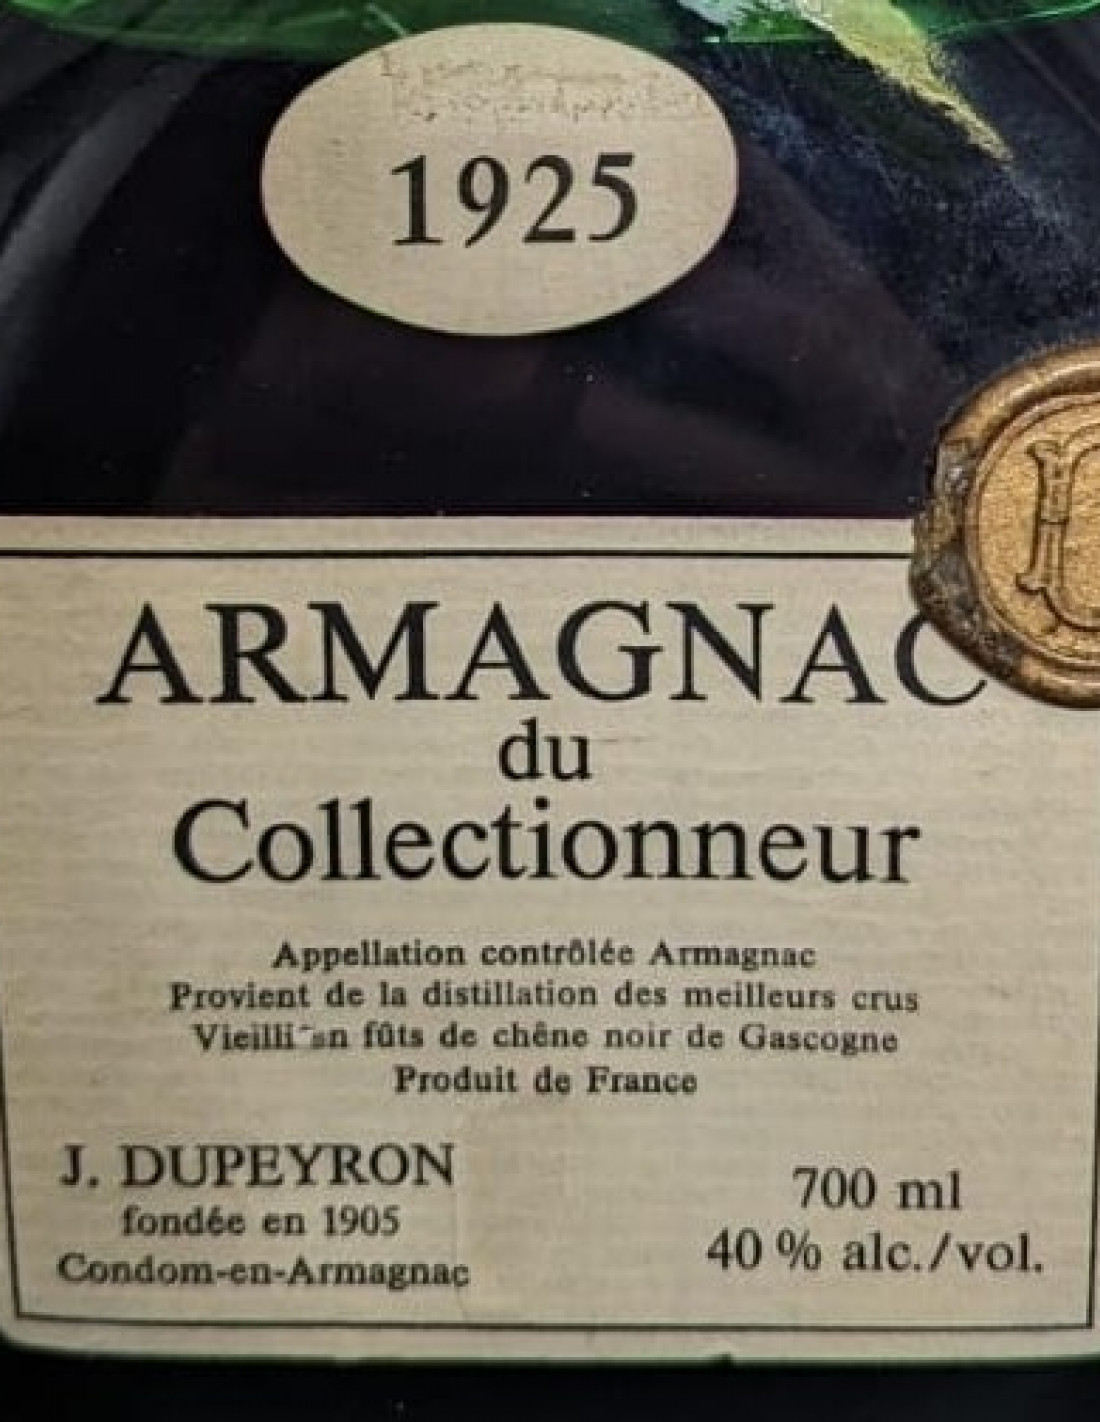 1925
ARMAGNAC
du
Collectionneur
Appellation contrôlée Armagnac
Provient de la distillation des meilleurs crus
Vieilli en fûts de chêne noir de Gascogne
Produit de France
J. DUPEYRON
fondée en 1905
Condom-en-Armagnac
700 ml
40 % alc./vol.